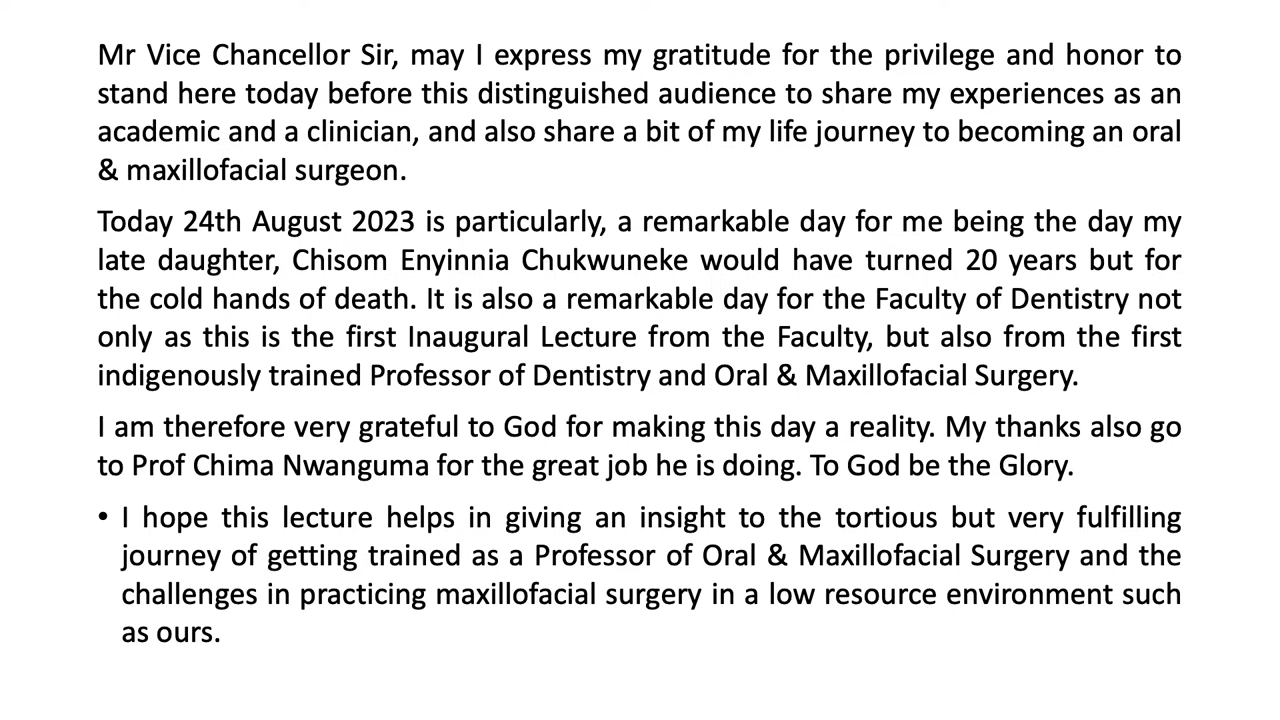 Mr Vice Chancellor Sir, may I express my gratitude for the privilege and honor to
stand here today before this distinguished audience to share my experiences as an
academic and a clinician, and also share a bit of my life journey to becoming an oral
& maxillofacial surgeon.
Today 24th August 2023 is particularly, a remarkable day for me being the day my
late daughter, Chisom Enyinnia Chukwuneke would have turned 20 years but for
the cold hands of death. It is also a remarkable day for the Faculty of Dentistry not
only as this is the first Inaugural Lecture from the Faculty, but also from the first
indigenously trained Professor of Dentistry and Oral & Maxillofacial Surgery.
I am therefore very grateful to God for making this day a reality. My thanks also go
to Prof Chima Nwanguma for the great job he is doing. To God be the Glory.
• I hope this lecture helps in giving an insight to the tortious but very fulfilling
journey of getting trained as a Professor of Oral & Maxillofacial Surgery and the
challenges in practicing maxillofacial surgery in a low resource environment such
as ours.